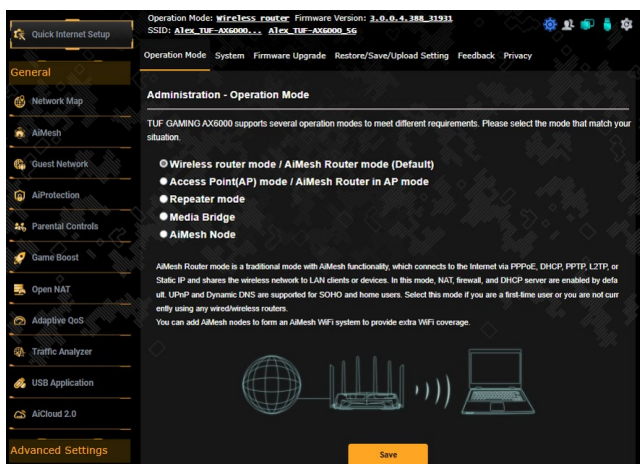 Operation Mode: Wireless router Firmware Version: 3.0.0.4.388_31931
SSID: Alex_TUF-AX6000... Alex_TUF-AX6000_5G
Quick Internet Setup
Operation Mode System Firmware Upgrade Restore/Save/Upload Setting Feedback Privacy
General
Network Map
AiMesh
Guest Network
AiProtection
Parental Controls
Game Boost
Open NAT
Adaptive QoS
Traffic Analyzer
USB Application
AiCloud 2.0
Advanced Settings
Administration - Operation Mode
TUF GAMING AX6000 supports several operation modes to meet different requirements. Please select the mode that match your
situation.
Wireless router mode / AiMesh Router mode (Default)
Access Point(AP) mode / AiMesh Router in AP mode
Repeater mode
Media Bridge
AiMesh Node
AiMesh Router mode is a traditional mode with AiMesh functionality, which connects to the Internet via PPPoE, DHCP, PPTP, L2TP, or
Static IP and shares the wireless network to LAN clients or devices. In this mode, NAT, firewall, and DHCP server are enabled by defa
ult. UPnP and Dynamic DNS are supported for SOHO and home users. Select this mode if you are a first-time user or you are not curr
ently using any wired/wireless routers.
You can add AiMesh nodes to form an AiMesh WiFi system to provide extra WiFi coverage.
Save